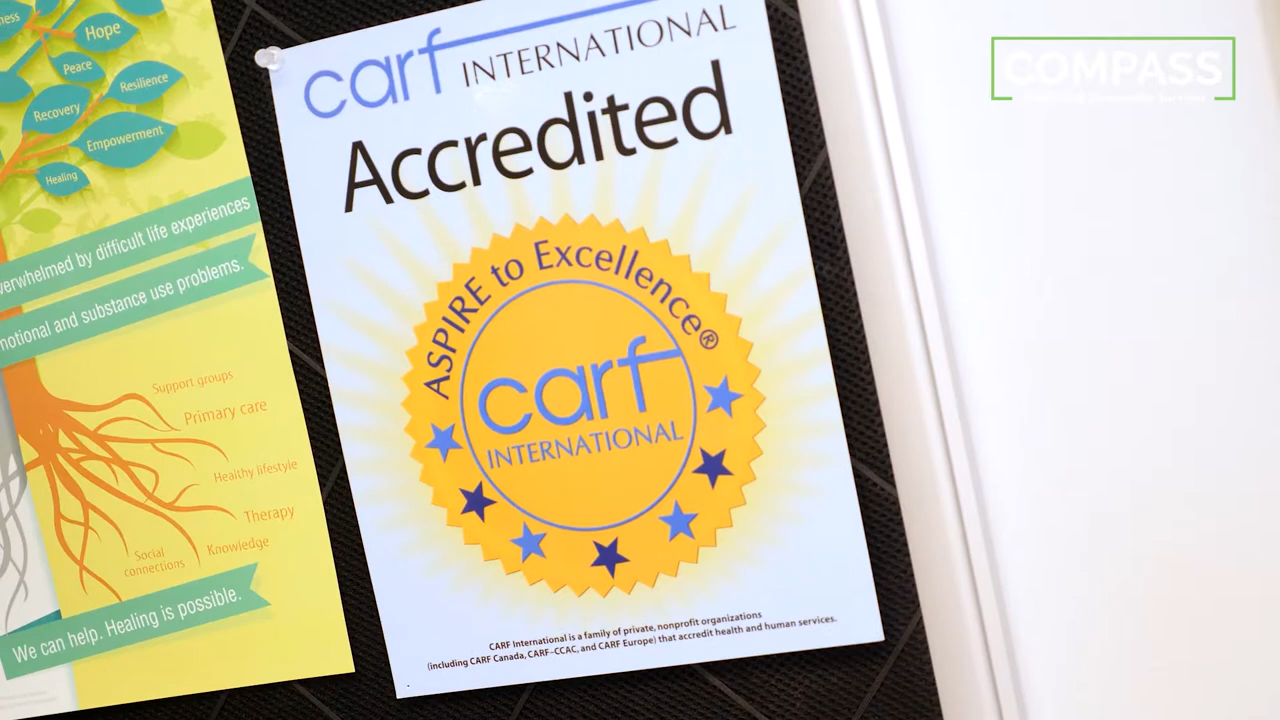 Hope
Peace
Resilience
Recovery
Empowerment
Healing
overwhelmed by difficult life experiences
emotional and substance use problems.
Support groups
Primary care
Healthy lifestyle
Therapy
Knowledge
Social
connections
We can help. Healing is possible.
carf INTERNATIONAL
Accredited
ASPIRE to Excellence®
carf
INTERNATIONAL
CARF International is a family of private, nonprofit organizations
(including CARF Canada, CARF-CCAC, and CARF Europe) that accredit health and human services.
COMPASS